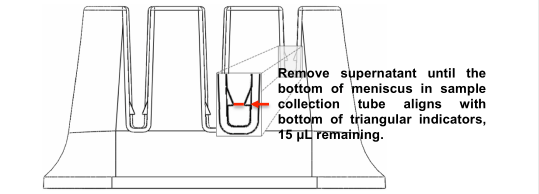 Remove supernatant until the
bottom of meniscus in sample
collection tube aligns with
bottom of triangular indicators,
15 µL remaining.